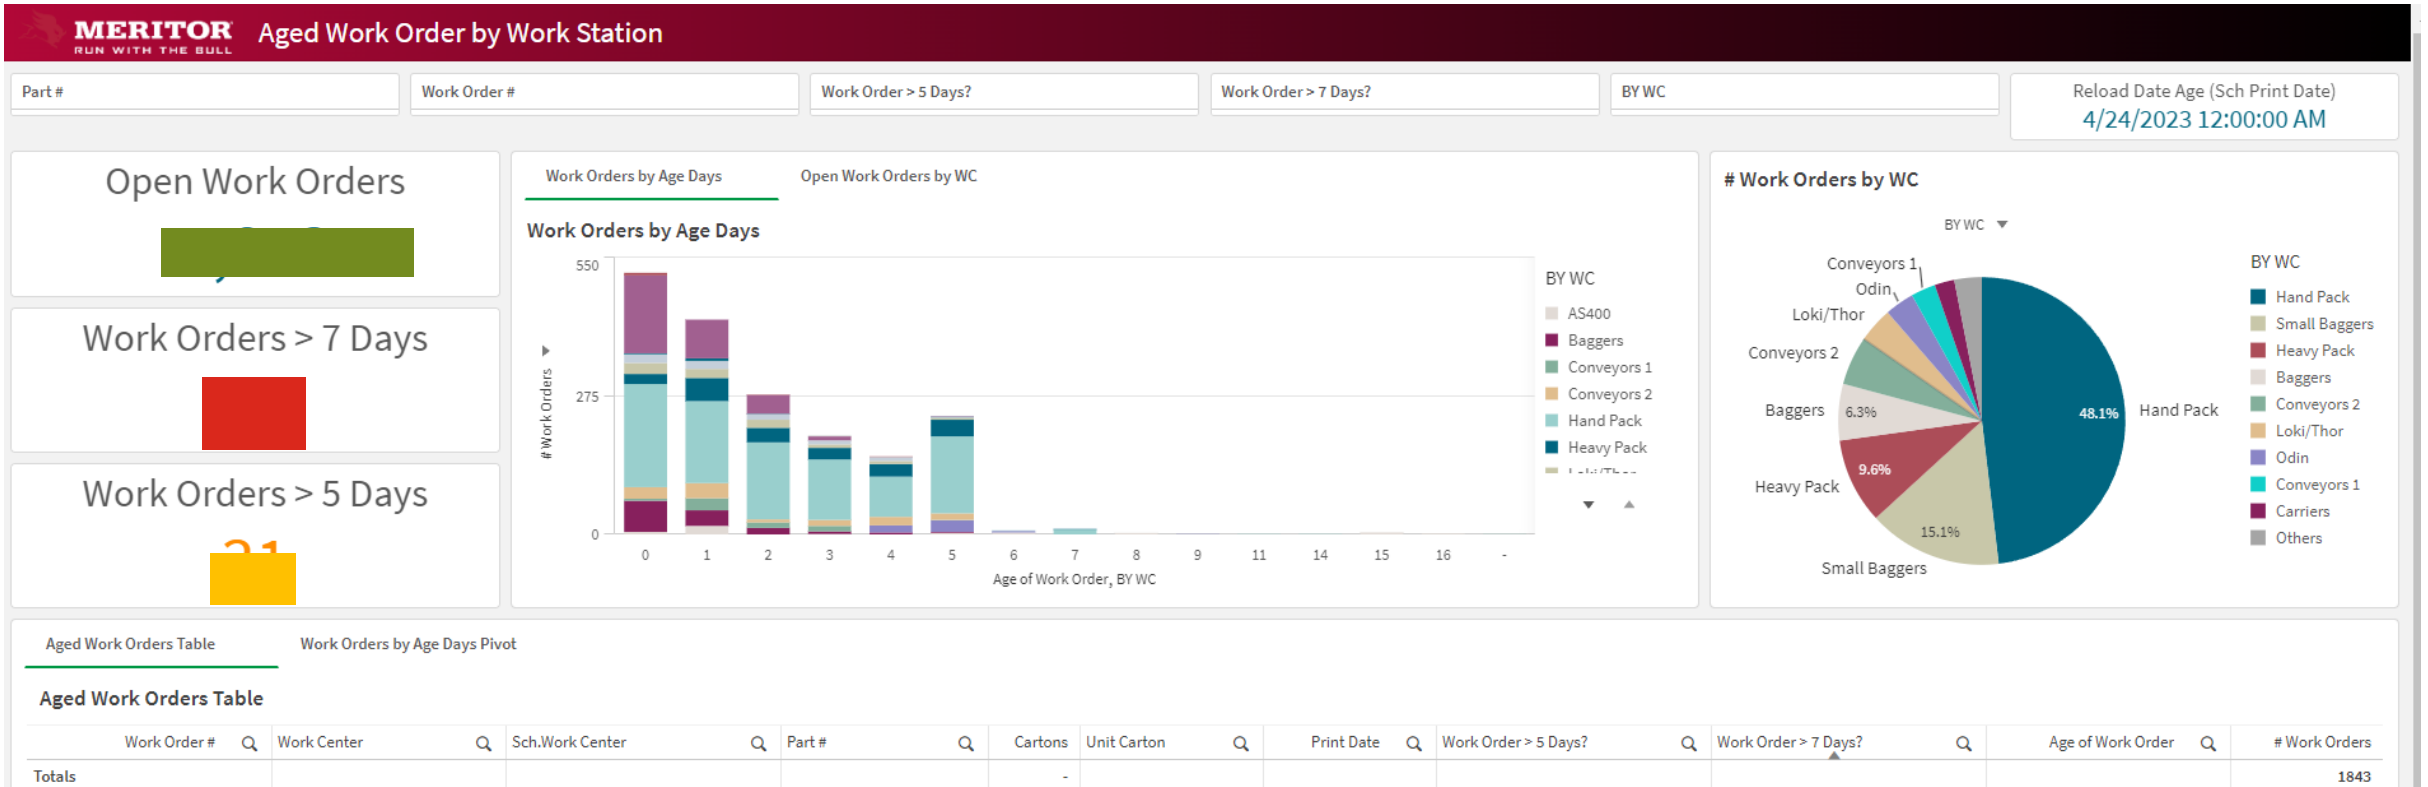 MERITOR
RUN WITH THE BULL
Aged Work Order by Work Station
Part #
Work Order #
Work Order > 5 Days?
Work Order > 7 Days?
BY WC
Reload Date Age (Sch Print Date)
4/24/2023 12:00:00 AM
Open Work Orders
Work Orders > 7 Days
Work Orders > 5 Days
Work Orders by Age Days
Open Work Orders by WC
Work Orders by Age Days
# Work Orders
550
275
0
0 1 2 3 4 5 6 7 8 9 11 14 15 16 -
Age of Work Order, BY WC
BY WC
AS400
Baggers
Conveyors 1
Conveyors 2
Hand Pack
Heavy Pack
# Work Orders by WC
BY WC
Conveyors 1
Odin
Loki/Thor
Conveyors 2
Baggers
6.3%
48.1%
Hand Pack
9.6%
Heavy Pack
15.1%
Small Baggers
BY WC
Hand Pack
Small Baggers
Heavy Pack
Baggers
Conveyors 2
Loki/Thor
Odin
Conveyors 1
Carriers
Others
Aged Work Orders Table
Work Orders by Age Days Pivot
Aged Work Orders Table
Work Order # Work Center Sch.Work Center Part # Cartons Unit Carton Print Date Work Order > 5 Days? Work Order > 7 Days? Age of Work Order # Work Orders
Totals - 1843